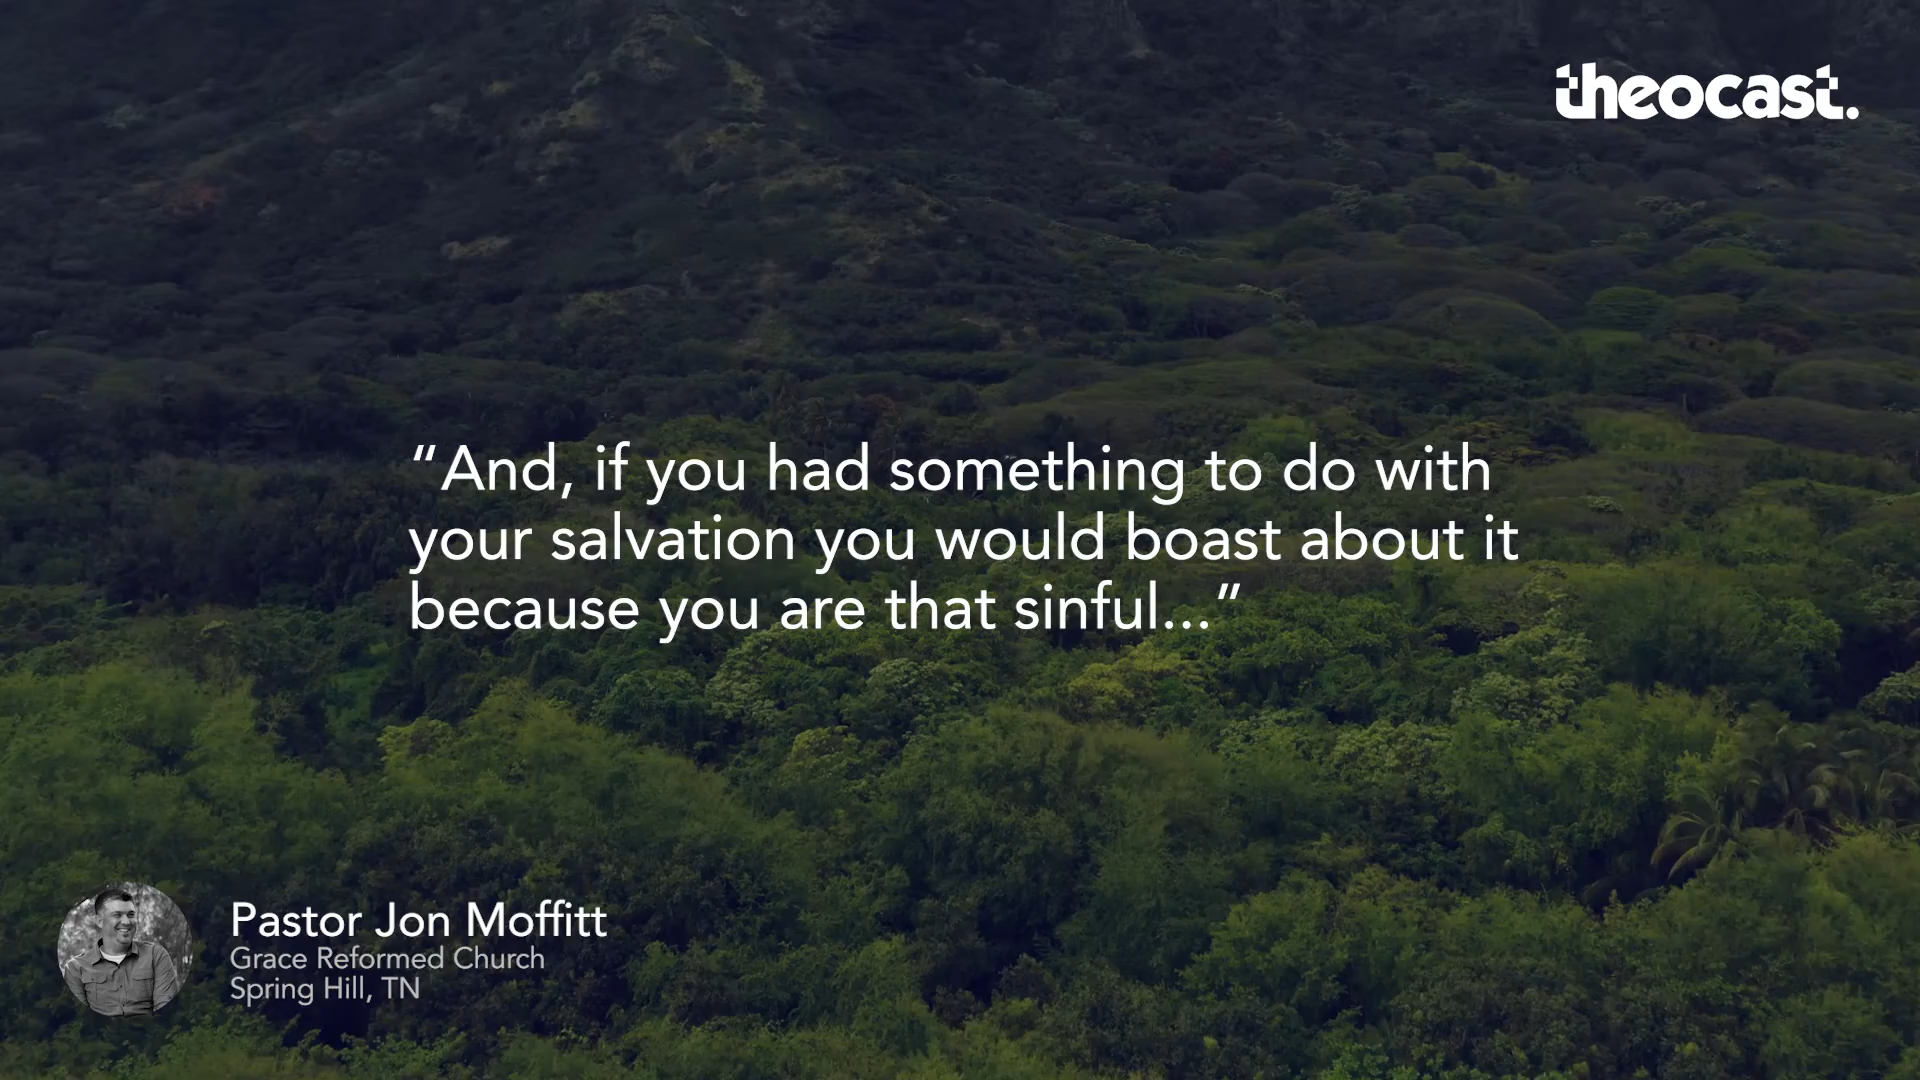 theocast.
“And, if you had something to do with
your salvation you would boast about it
because you are that sinful...”
Pastor Jon Moffitt
Grace Reformed Church
Spring Hill, TN